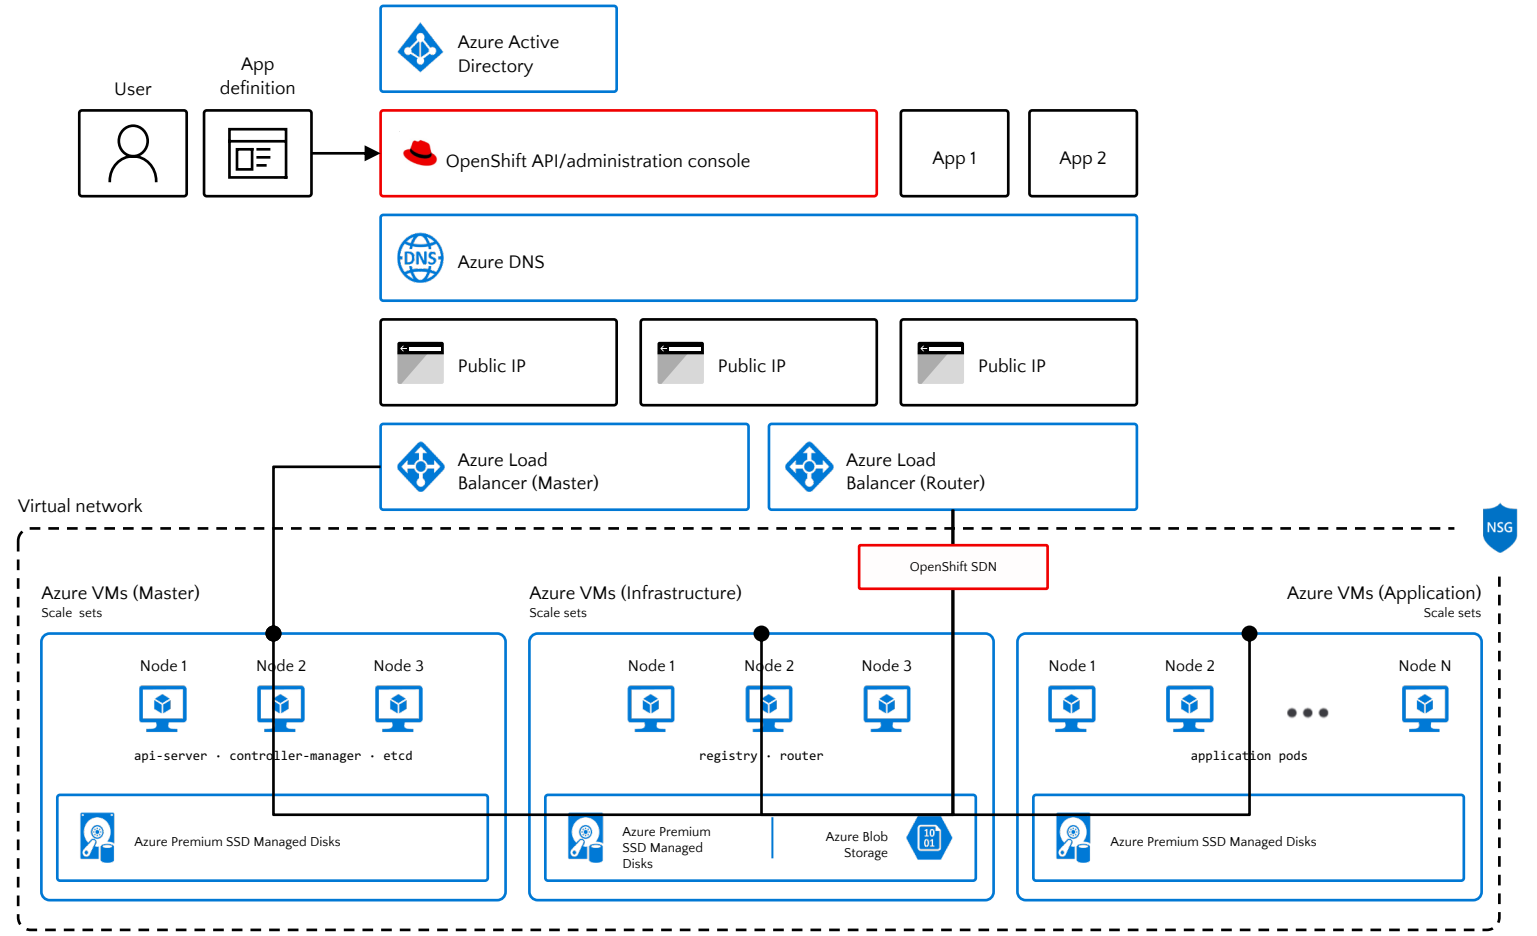 Azure Active
Directory
User
App
definition
OpenShift API/administration console
App 1
App 2
DNS
Azure DNS
Public IP
Public IP
Public IP
Azure Load
Balancer (Master)
Azure Load
Balancer (Router)
Virtual network
NSG
OpenShift SDN
Azure VMs (Master)
Scale sets
Node 1
Node 2
Node 3
api-server · controller-manager · etcd
Azure Premium SSD Managed Disks
Azure VMs (Infrastructure)
Scale sets
Node 1
Node 2
Node 3
registry · router
Azure Premium
SSD Managed
Disks
Azure Blob
Storage
10
01
Azure VMs (Application)
Scale sets
Node 1
Node 2
Node N
application pods
Azure Premium SSD Managed Disks